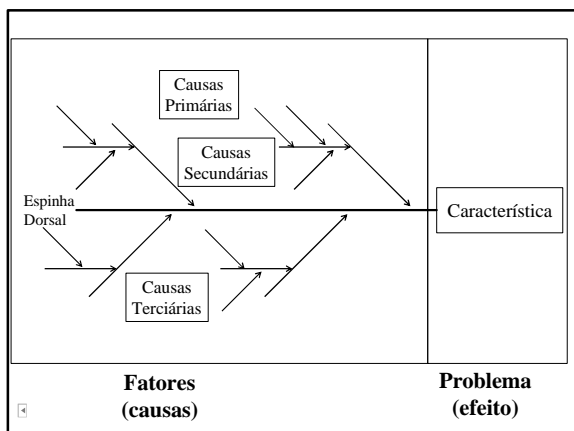 Causas
Primárias
Causas
Secundárias
Espinha
Dorsal
Característica
Causas
Terciárias
Fatores
(causas)
Problema
(efeito)